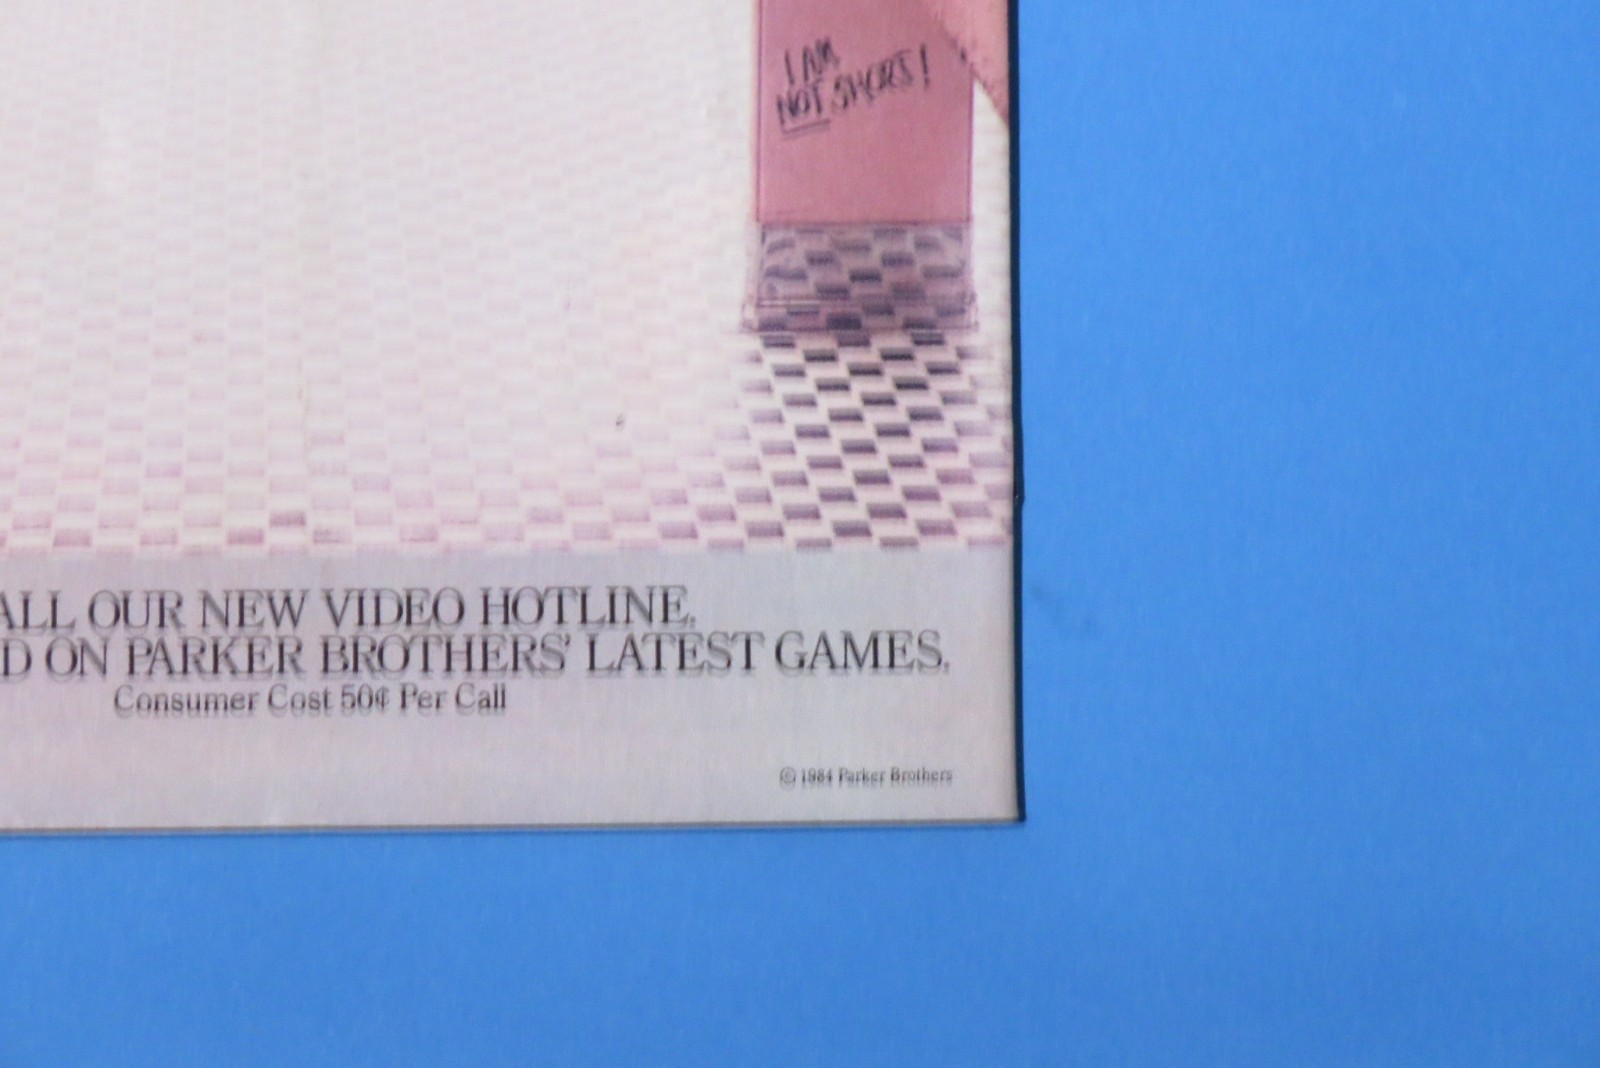 I AM
NOT SHORT!
ALL OUR NEW VIDEO HOTLINE.
D ON PARKER BROTHERS' LATEST GAMES.
Consumer Cost 50¢ Per Call
© 1984 Parker Brothers